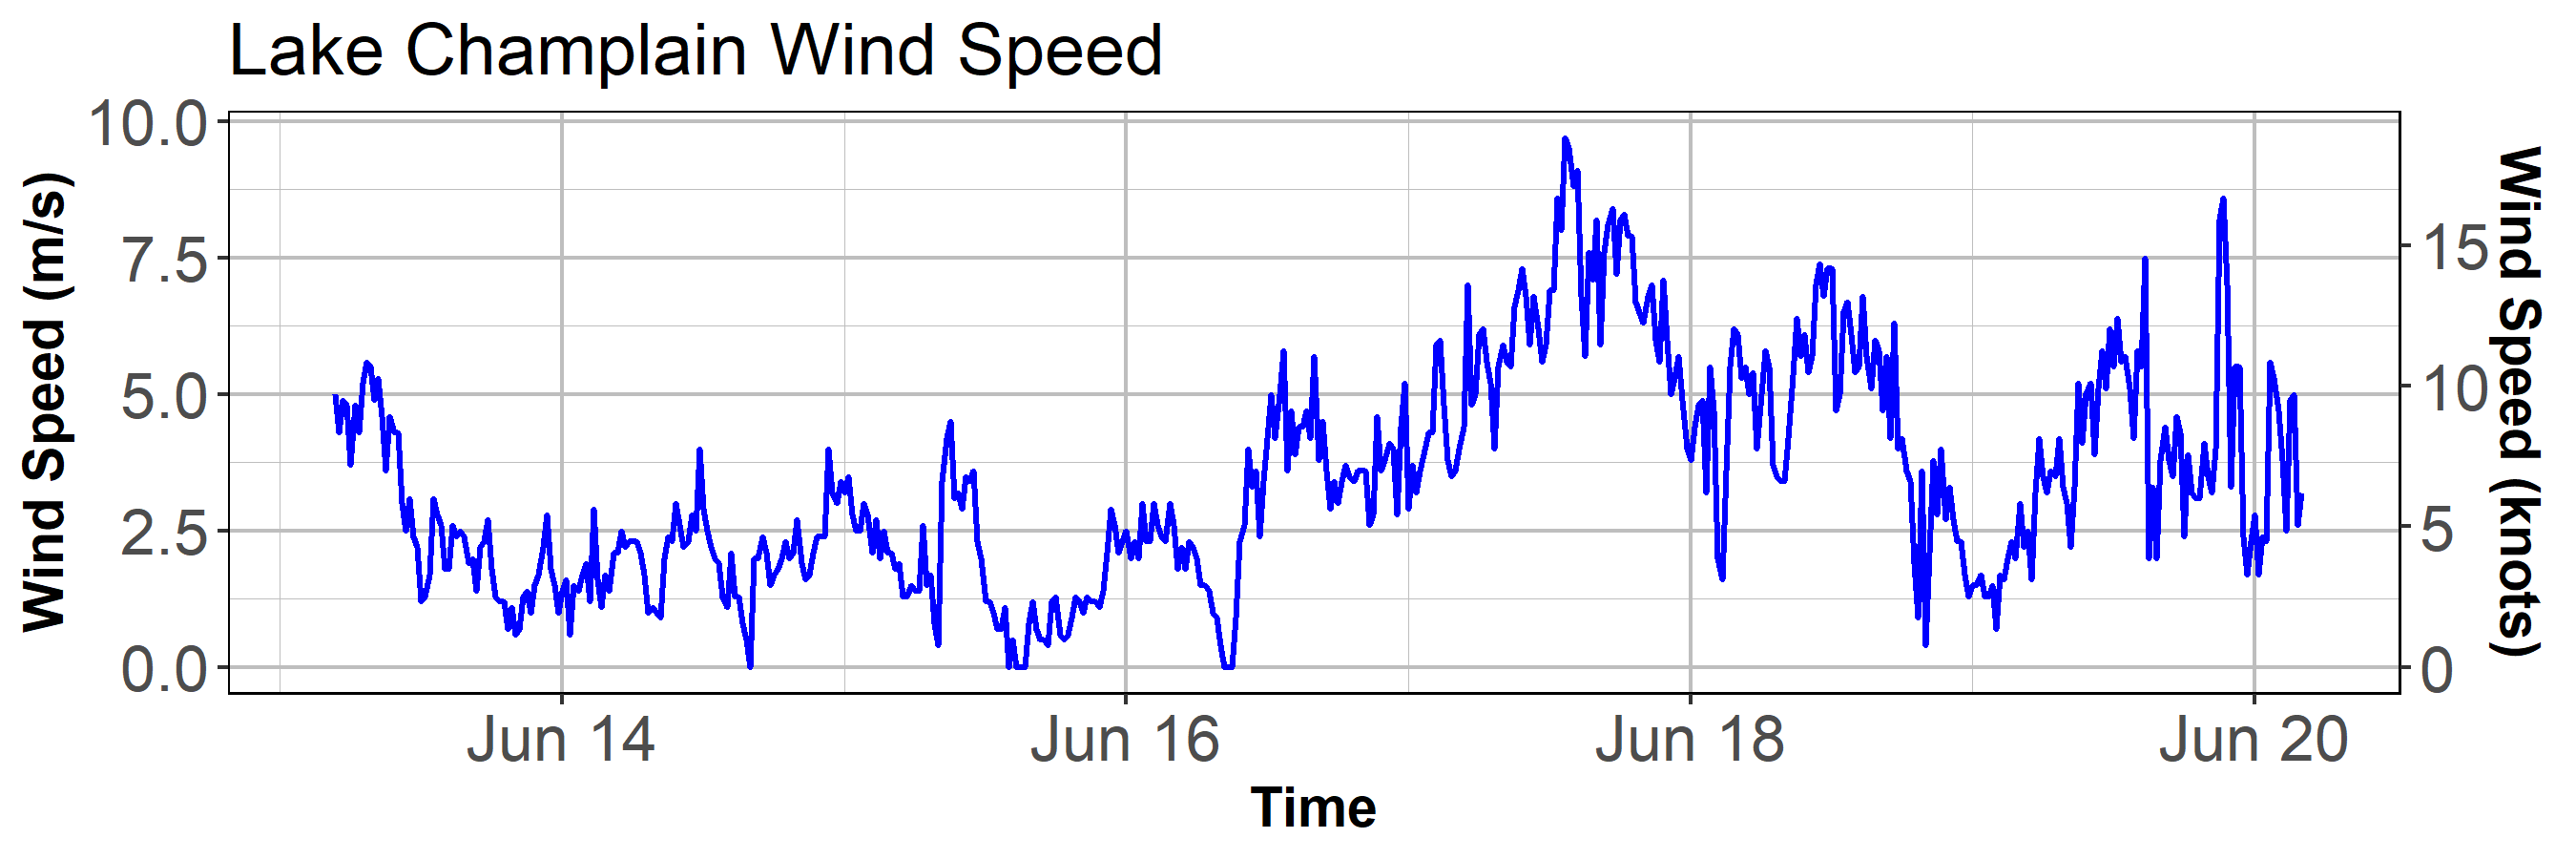 Lake Champlain Wind Speed
Wind Speed (m/s)
10.0
7.5
5.0
2.5
0.0
Wind Speed (knots)
15
10
5
0
Jun 14
Jun 16
Jun 18
Jun 20
Time